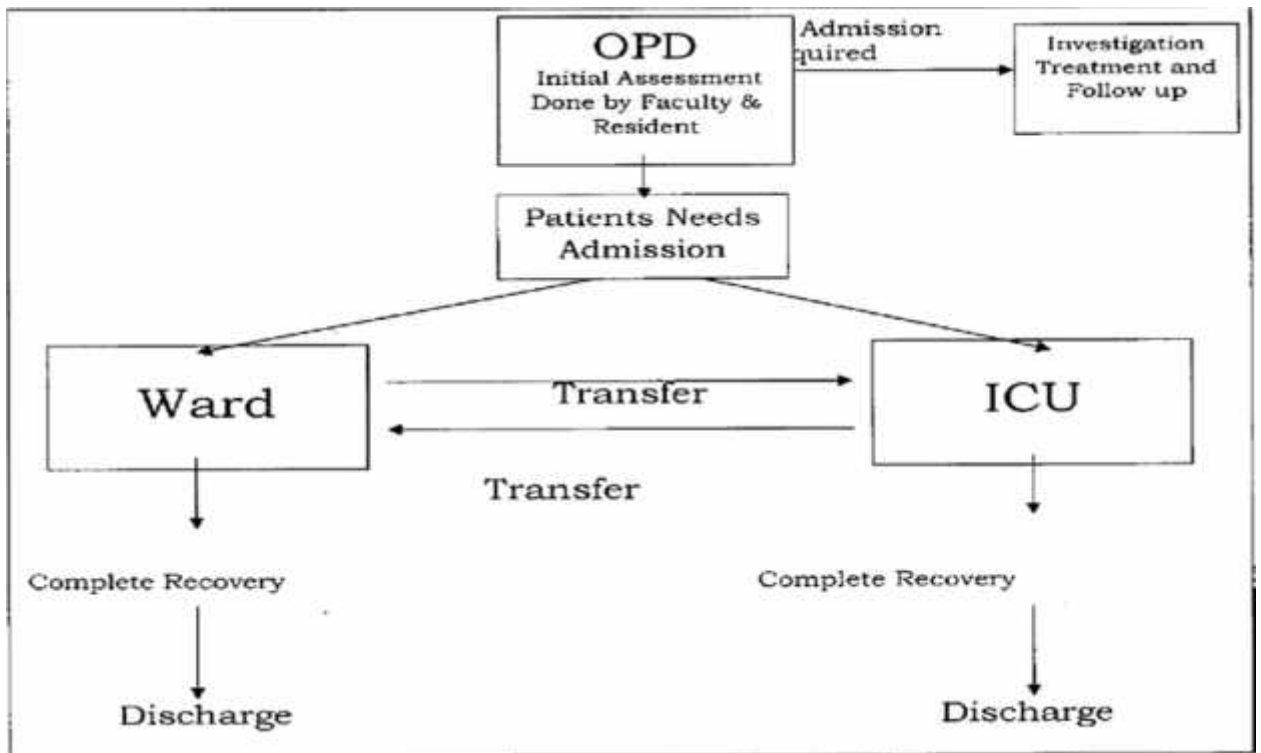 OPD
Initial Assessment
Done by Faculty &
Resident
Admission
quired
Investigation
Treatment and
Follow up
Patients Needs
Admission
Ward
Transfer
ICU
Transfer
Complete Recovery
Complete Recovery
Discharge
Discharge